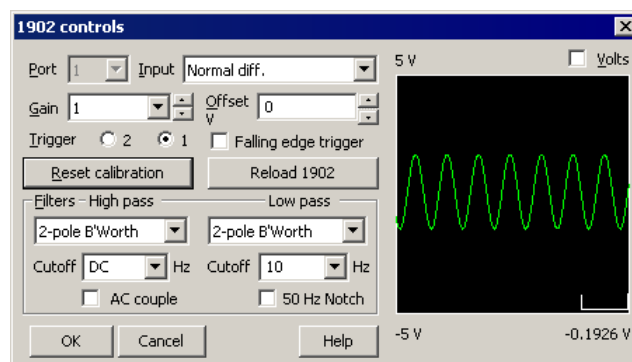 1902 controls
Port 1 Input Normal diff.
Gain 1 Offset V 0
Trigger 2 1 Falling edge trigger
Reset calibration Reload 1902
Filters - High pass Low pass
2-pole B'Worth 2-pole B'Worth
Cutoff DC Hz Cutoff 10 Hz
AC couple 50 Hz Notch
OK Cancel Help
5 V Volts
-5 V -0.1926 V